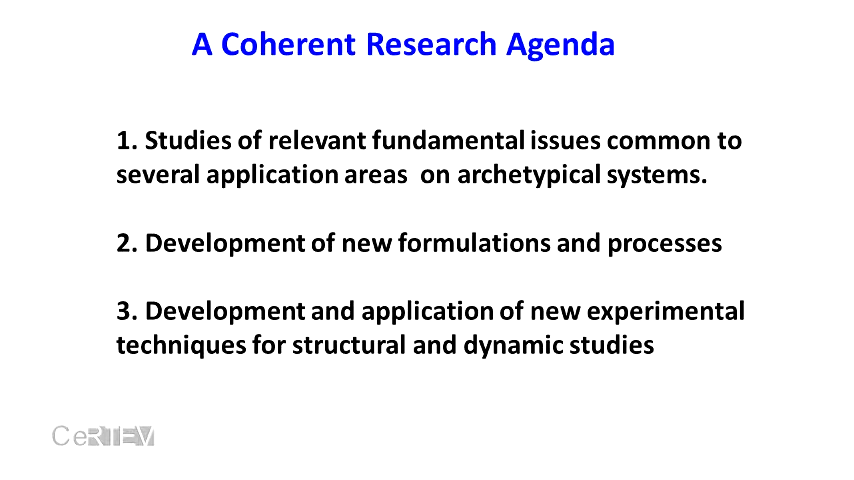 A Coherent Research Agenda
1. Studies of relevant fundamental issues common to
several application areas on archetypical systems.
2. Development of new formulations and processes
3. Development and application of new experimental
techniques for structural and dynamic studies
CeRTEV